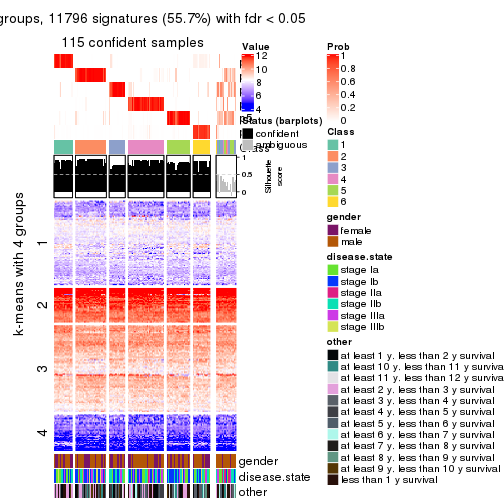 groups, 11796 signatures (55.7%) with fdr < 0.05
115 confident samples
k-means with 4 groups
1
2
3
4
1
0.5
0
Silhouette
score
gender
disease.state
other
Value
12
10
8
6
4
Status (barplots)
confident
ambiguous
Prob
1
0.8
0.6
0.4
0.2
0
Class
1
2
3
4
5
6
gender
female
male
disease.state
stage Ia
stage Ib
stage IIa
stage IIb
stage IIIa
stage IIIb
other
at least 1 y. less than 2 y survival
at least 10 y. less than 11 y survival
at least 11 y. less than 12 y survival
at least 2 y. less than 3 y survival
at least 3 y. less than 4 y survival
at least 4 y. less than 5 y survival
at least 5 y. less than 6 y survival
at least 6 y. less than 7 y survival
at least 7 y. less than 8 y survival
at least 8 y. less than 9 y survival
at least 9 y. less than 10 y survival
less than 1 y survival